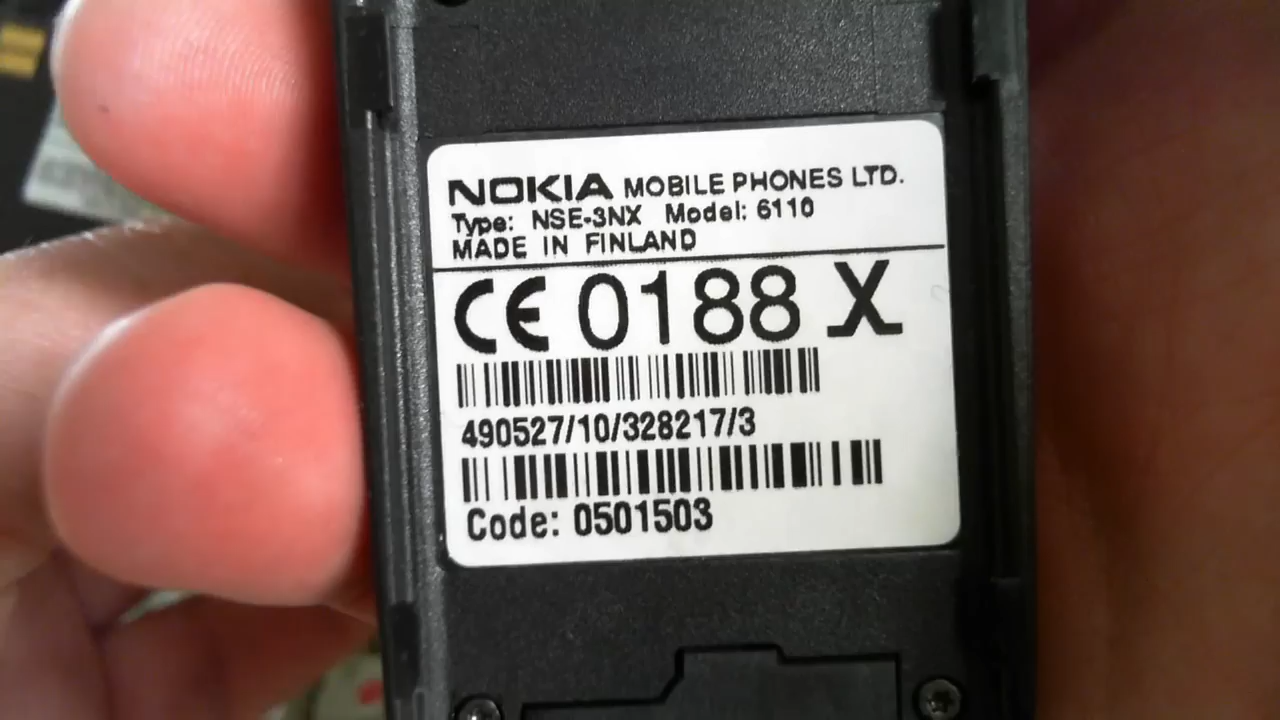 NOKIA MOBILE PHONES LTD.
Type: NSE-3NX Model: 6110
MADE IN FINLAND
CE 0188 X
490527/10/328217/3
Code: 0501503